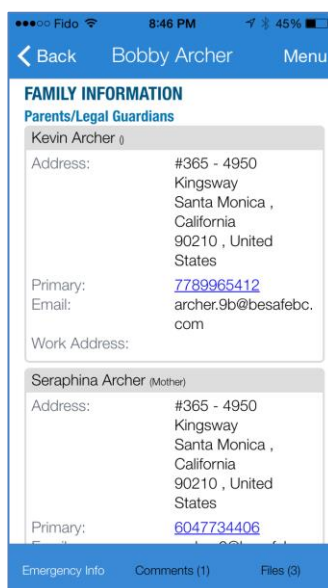 Fido 8:46 PM 45%
Back Bobby Archer Menu
FAMILY INFORMATION
Parents/Legal Guardians
Kevin Archer ()
Address: #365 - 4950
Kingsway
Santa Monica ,
California
90210 , United
States
Primary: 7789965412
Email: archer.9b@besafebc.
com
Work Address:
Seraphina Archer (Mother)
Address: #365 - 4950
Kingsway
Santa Monica ,
California
90210 , United
States
Primary: 6047734406
Emergency Info Comments (1) Files (3)